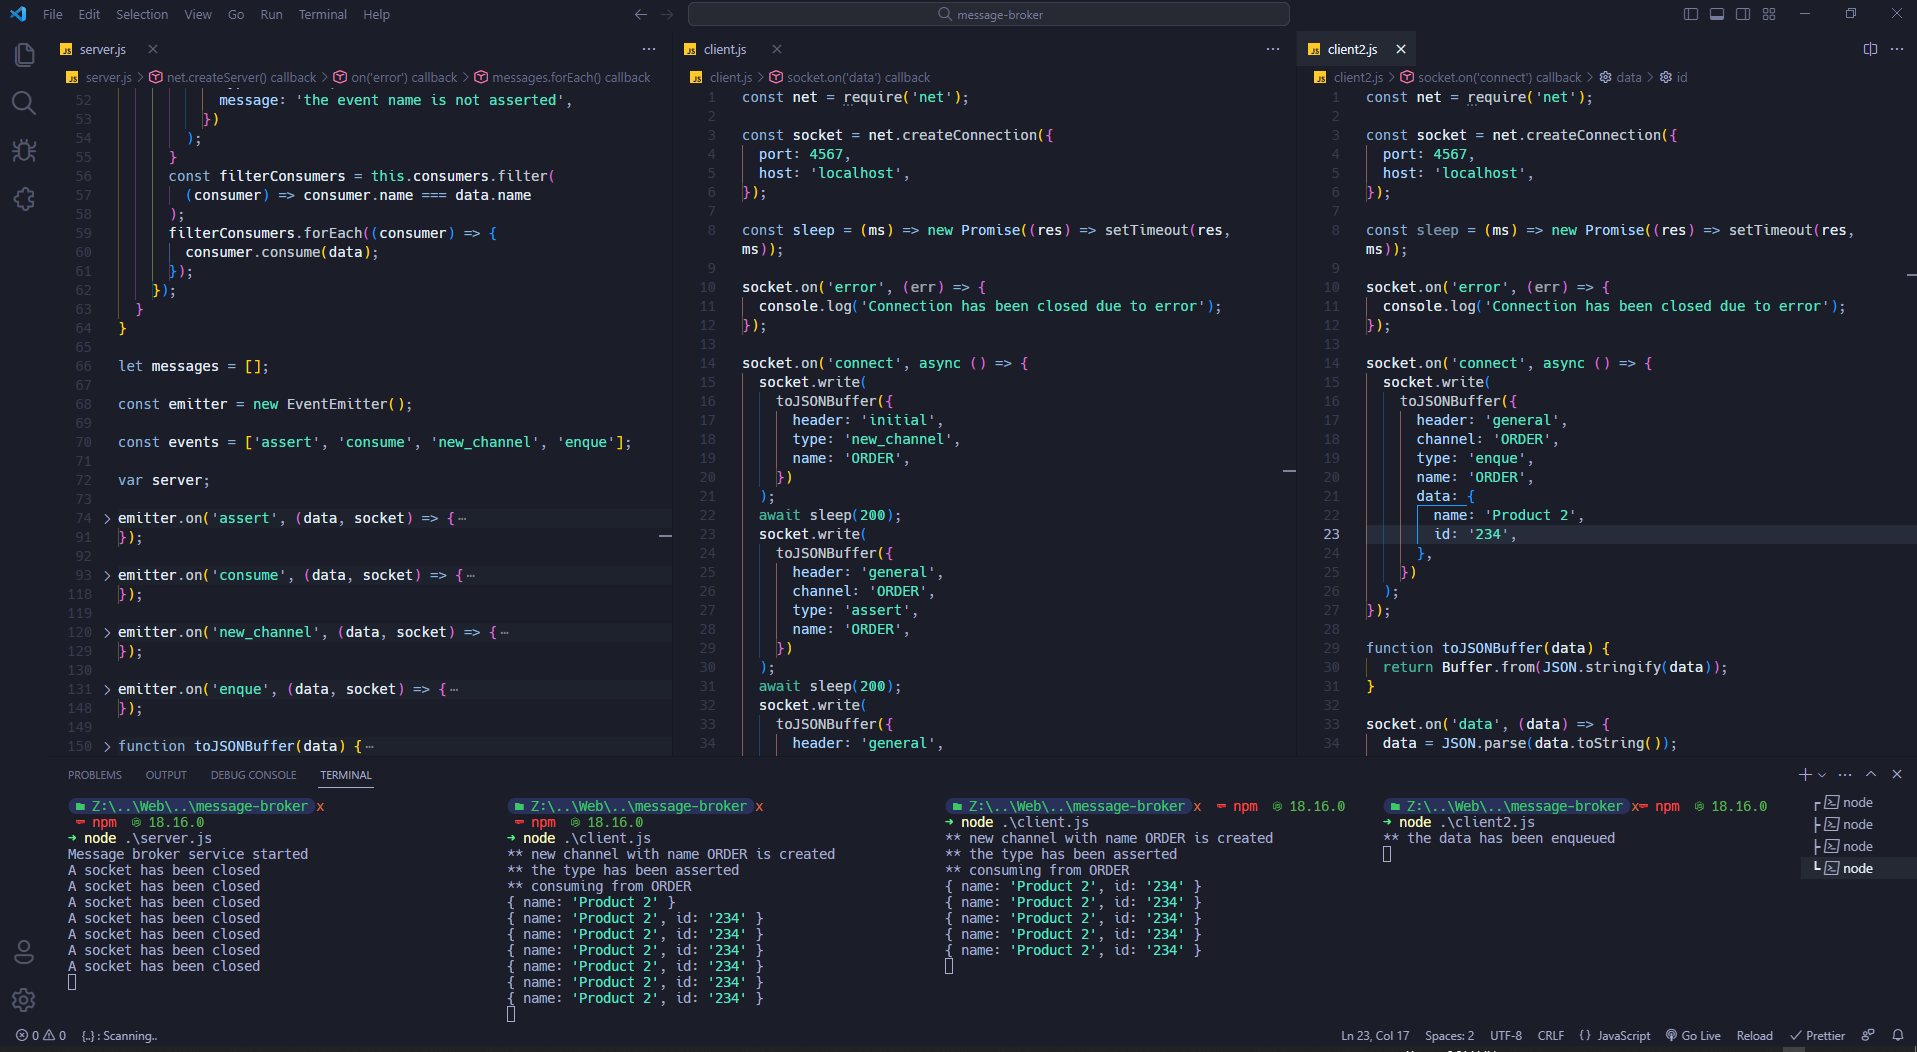 File Edit Selection View Go Run Terminal Help
message-broker
server.js
server.js > net.createServer() callback > on('error') callback > messages.forEach() callback
52 message: 'the event name is not asserted',
53 })
54 );
55 }
56 const filterConsumers = this.consumers.filter(
57 (consumer) => consumer.name === data.name
58 );
59 filterConsumers.forEach((consumer) => {
60 consumer.consume(data);
61 });
62 });
63 }
64 }
65
66 let messages = [];
67
68 const emitter = new EventEmitter();
69
70 const events = ['assert', 'consume', 'new_channel', 'enque'];
71
72 var server;
73
74 emitter.on('assert', (data, socket) => {
91 });
92
93 emitter.on('consume', (data, socket) => {
118 });
119
120 emitter.on('new_channel', (data, socket) => {
129 });
130
131 emitter.on('enque', (data, socket) => {
148 });
149
150 function toJSONBuffer(data) {
client.js
client.js > socket.on('data') callback
1 const net = require('net');
2
3 const socket = net.createConnection({
4 port: 4567,
5 host: 'localhost',
6 });
7
8 const sleep = (ms) => new Promise((res) => setTimeout(res,
ms));
9
10 socket.on('error', (err) => {
11 console.log('Connection has been closed due to error');
12 });
13
14 socket.on('connect', async () => {
15 socket.write(
16 toJSONBuffer({
17 header: 'initial',
18 type: 'new_channel',
19 name: 'ORDER',
20 })
21 );
22 await sleep(200);
23 socket.write(
24 toJSONBuffer({
25 header: 'general',
26 channel: 'ORDER',
27 type: 'assert',
28 name: 'ORDER',
29 })
30 );
31 await sleep(200);
32 socket.write(
33 toJSONBuffer({
34 header: 'general',
client2.js
client2.js > socket.on('connect') callback > data > id
1 const net = require('net');
2
3 const socket = net.createConnection({
4 port: 4567,
5 host: 'localhost',
6 });
7
8 const sleep = (ms) => new Promise((res) => setTimeout(res,
ms));
9
10 socket.on('error', (err) => {
11 console.log('Connection has been closed due to error');
12 });
13
14 socket.on('connect', async () => {
15 socket.write(
16 toJSONBuffer({
17 header: 'general',
18 channel: 'ORDER',
19 type: 'enque',
20 name: 'ORDER',
21 data: {
22 name: 'Product 2',
23 id: '234',
24 },
25 })
26 );
27 });
28
29 function toJSONBuffer(data) {
30 return Buffer.from(JSON.stringify(data));
31 }
32
33 socket.on('data', (data) => {
34 data = JSON.parse(data.toString());
PROBLEMS OUTPUT DEBUG CONSOLE TERMINAL
Z:\..\Web\..\message-broker x
npm 18.16.0
➜ node .\server.js
Message broker service started
A socket has been closed
A socket has been closed
A socket has been closed
A socket has been closed
A socket has been closed
A socket has been closed
A socket has been closed
Z:\..\Web\..\message-broker x
npm 18.16.0
➜ node .\client.js
** new channel with name ORDER is created
** the type has been asserted
** consuming from ORDER
{ name: 'Product 2' }
{ name: 'Product 2', id: '234' }
{ name: 'Product 2', id: '234' }
{ name: 'Product 2', id: '234' }
{ name: 'Product 2', id: '234' }
{ name: 'Product 2', id: '234' }
{ name: 'Product 2', id: '234' }
Z:\..\Web\..\message-broker x npm 18.16.0
➜ node .\client.js
** new channel with name ORDER is created
** the type has been asserted
** consuming from ORDER
{ name: 'Product 2', id: '234' }
{ name: 'Product 2', id: '234' }
{ name: 'Product 2', id: '234' }
{ name: 'Product 2', id: '234' }
{ name: 'Product 2', id: '234' }
Z:\..\Web\..\message-broker x npm 18.16.0
➜ node .\client2.js
** the data has been enqueued
node
node
node
node
0 0 {..} : Scanning..
Ln 23, Col 17 Spaces: 2 UTF-8 CRLF {} JavaScript Go Live Reload Prettier